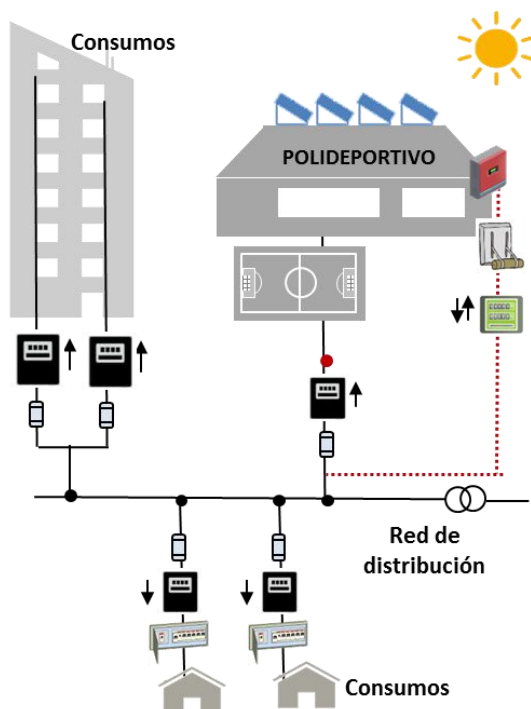 Consumos
POLIDEPORTIVO
Red de
distribución
Consumos